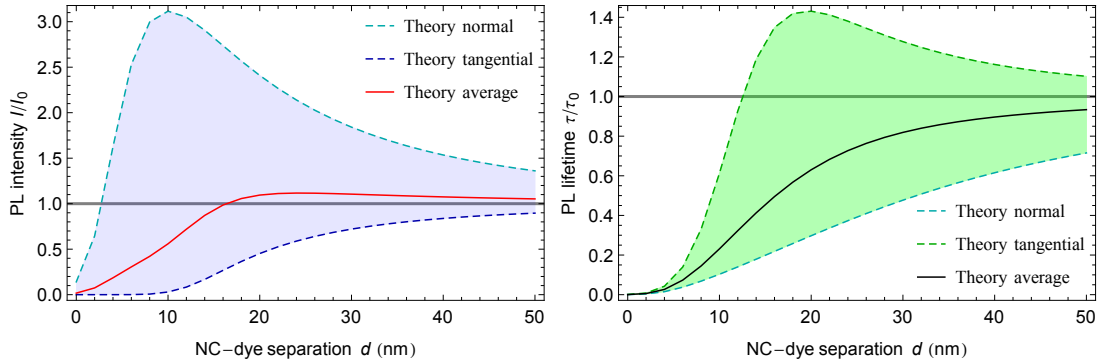 3.0
2.5
2.0
1.5
1.0
0.5
0.0
PL intensity I/I₀
Theory normal
Theory tangential
Theory average
0 10 20 30 40 50
NC−dye separation d (nm)
1.4
1.2
1.0
0.8
0.6
0.4
0.2
0.0
PL lifetime τ/τ₀
Theory normal
Theory tangential
Theory average
0 10 20 30 40 50
NC−dye separation d (nm)